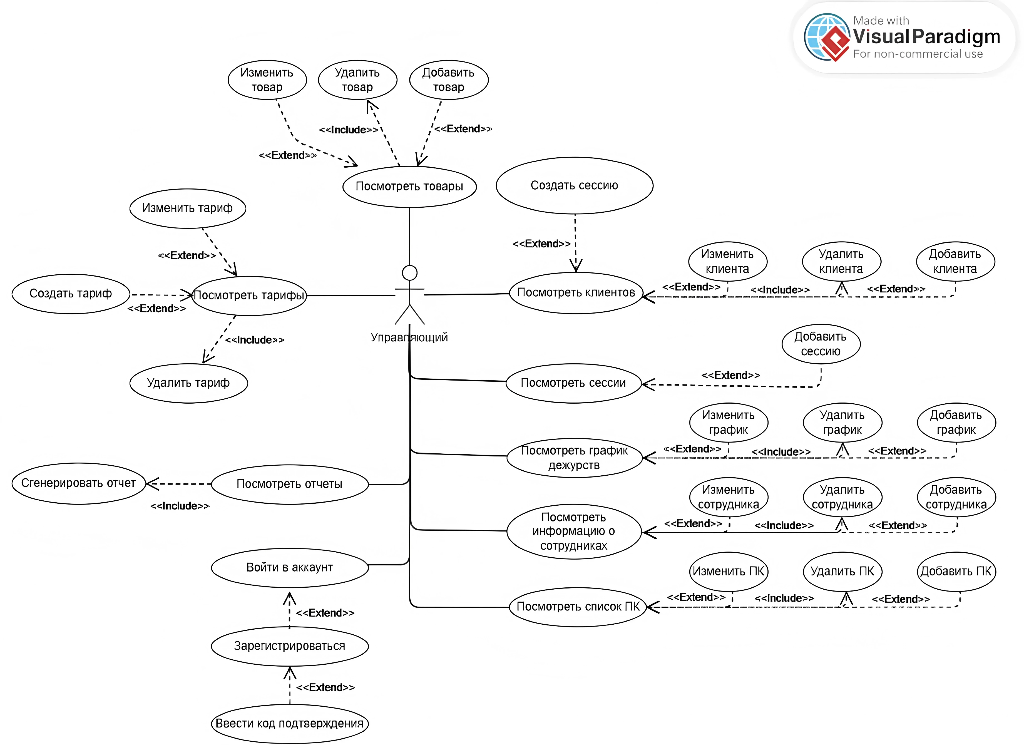 Made with
VisualParadigm
For non-commercial use
Изменить
товар
Удалить
товар
Добавить
товар
<<Include>>
<<Extend>>
<<Extend>>
Посмотреть товары
Создать сессию
Изменить тариф
<<Extend>>
<<Extend>>
Изменить
клиента
Удалить
клиента
Добавить
клиента
Создать тариф
<<Extend>>
Посмотреть тарифы
Посмотреть клиентов
<<Extend>>
<<Include>>
<<Extend>>
Управляющий
<<Include>>
Удалить тариф
Добавить
сессию
<<Extend>>
Посмотреть сессии
Изменить
график
Удалить
график
Добавить
график
<<Extend>>
<<Include>>
<<Extend>>
Посмотреть график
дежурств
Сгенерировать отчет
<<Include>>
Посмотреть отчеты
Изменить
сотрудника
Удалить
сотрудника
Добавить
сотрудника
<<Extend>>
<<Include>>
<<Extend>>
Посмотреть
информацию о
сотрудниках
Войти в аккаунт
Изменить ПК
Удалить ПК
Добавить ПК
<<Extend>>
<<Include>>
<<Extend>>
Посмотреть список ПК
<<Extend>>
Зарегистрироваться
<<Extend>>
Ввести код подтверждения